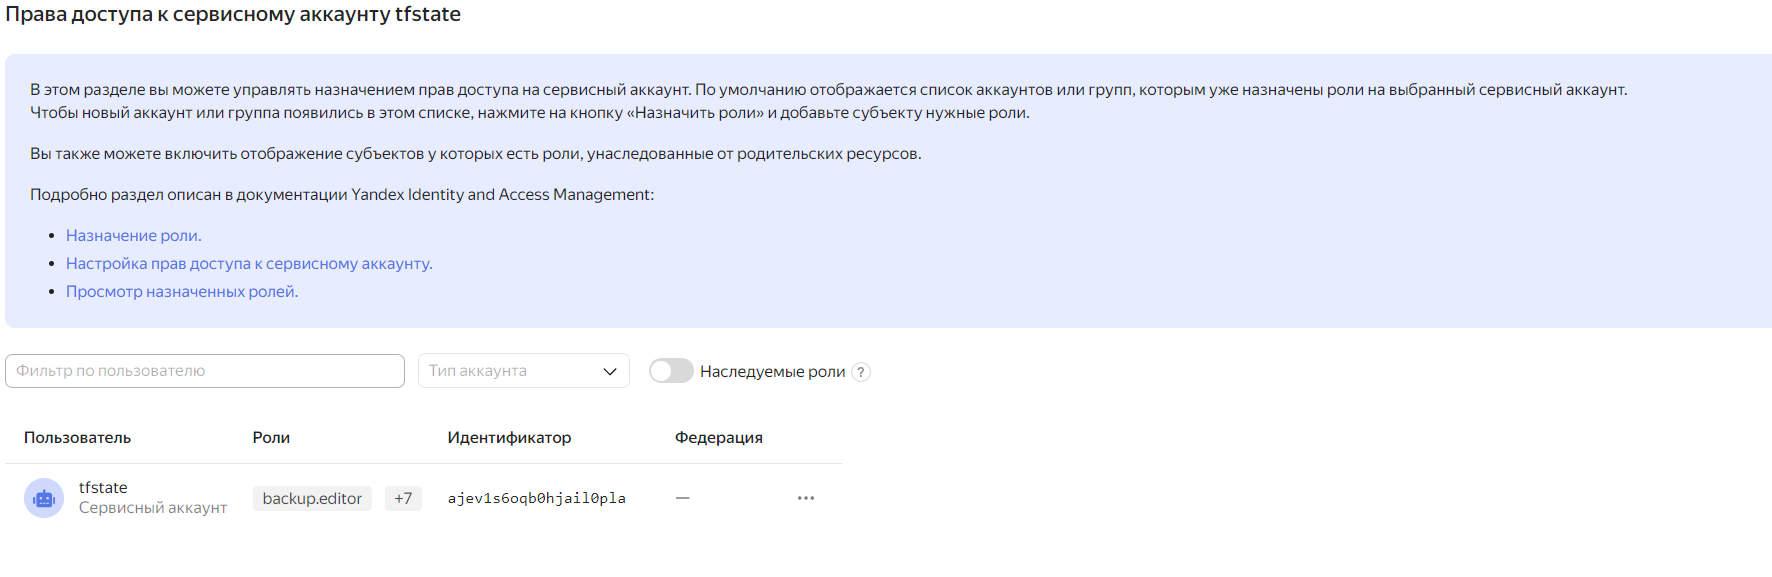 Права доступа к сервисному аккаунту tfstate
В этом разделе вы можете управлять назначением прав доступа на сервисный аккаунт. По умолчанию отображается список аккаунтов или групп, которым уже назначены роли на выбранный сервисный аккаунт.
Чтобы новый аккаунт или группа появились в этом списке, нажмите на кнопку «Назначить роли» и добавьте субъекту нужные роли.
Вы также можете включить отображение субъектов у которых есть роли, унаследованные от родительских ресурсов.
Подробно раздел описан в документации Yandex Identity and Access Management:
• Назначение роли.
• Настройка прав доступа к сервисному аккаунту.
• Просмотр назначенных ролей.
Фильтр по пользователю Тип аккаунта Наследуемые роли ?
Пользователь Роли Идентификатор Федерация
tfstate
Сервисный аккаунт backup.editor +7 ajev1s6oqb0hjail0pla —